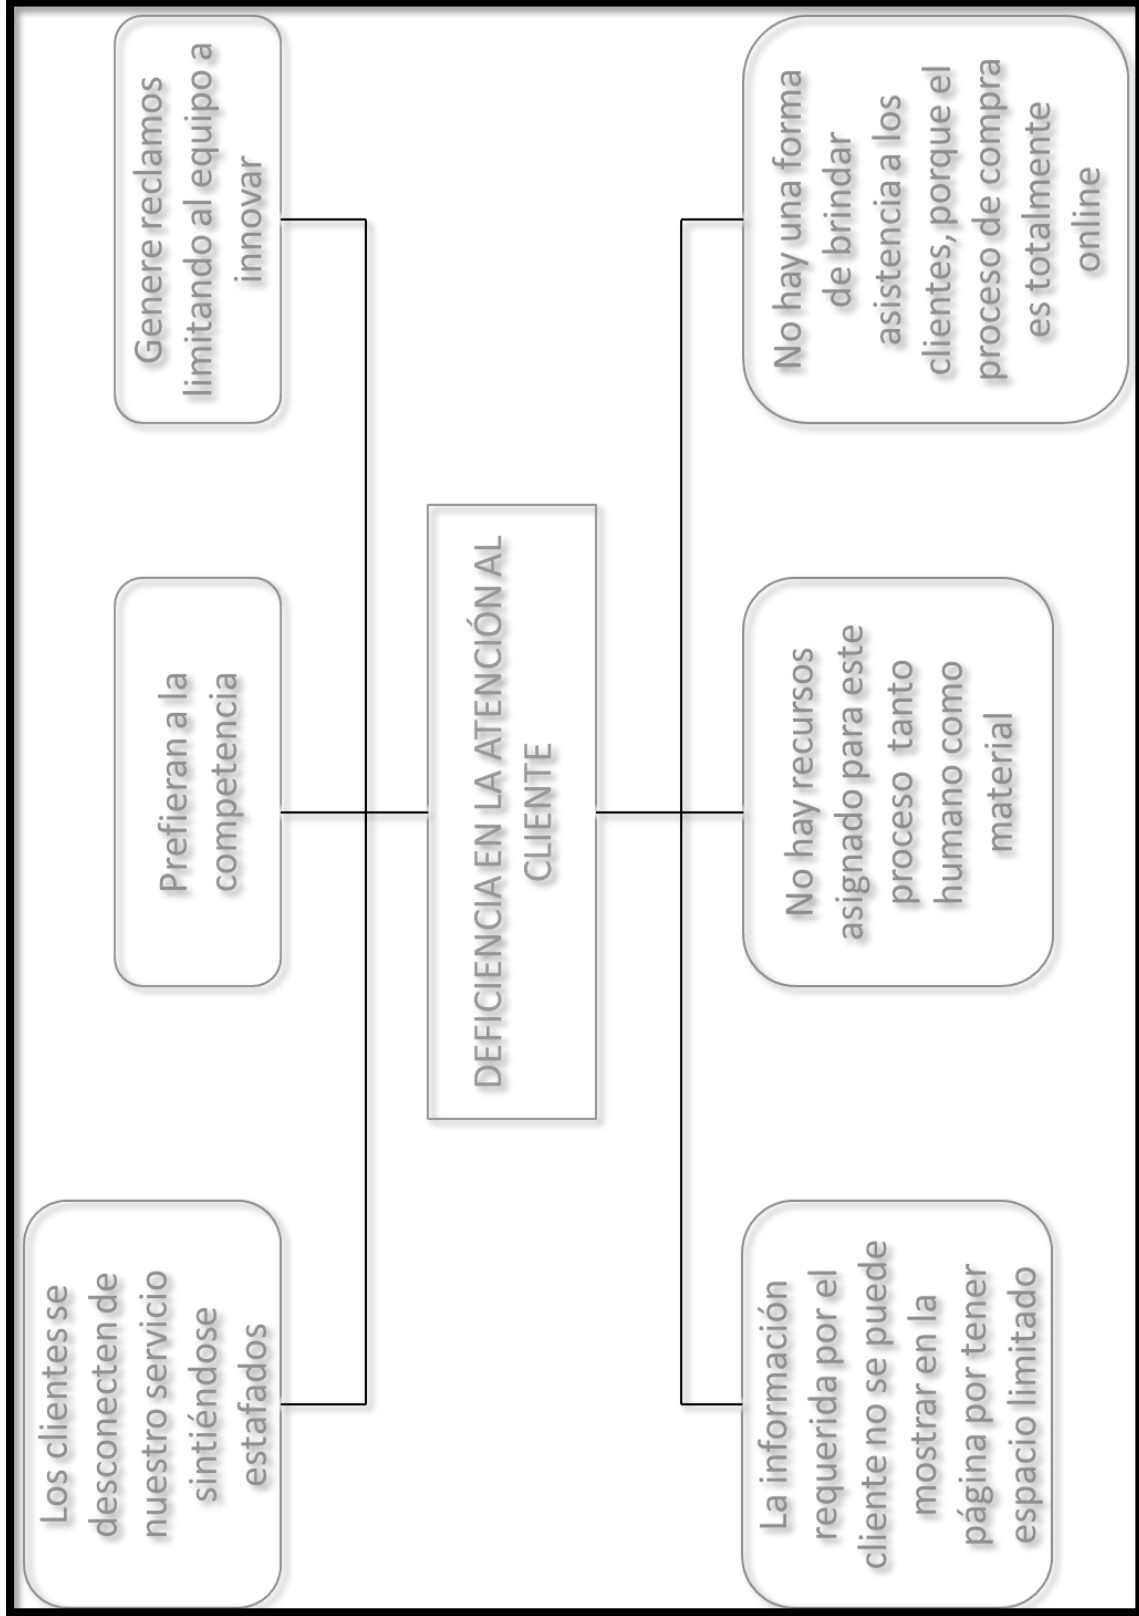 Los clientes se
desconecten de
nuestro servicio
sintiéndose
estafados
Prefieran a la
competencia
Genere reclamos
limitando al equipo a
innovar
DEFICIENCIA EN LA ATENCIÓN AL
CLIENTE
La información
requerida por el
cliente no se puede
mostrar en la
página por tener
espacio limitado
No hay recursos
asignado para este
proceso tanto
humano como
material
No hay una forma
de brindar
asistencia a los
clientes, porque el
proceso de compra
es totalmente
online